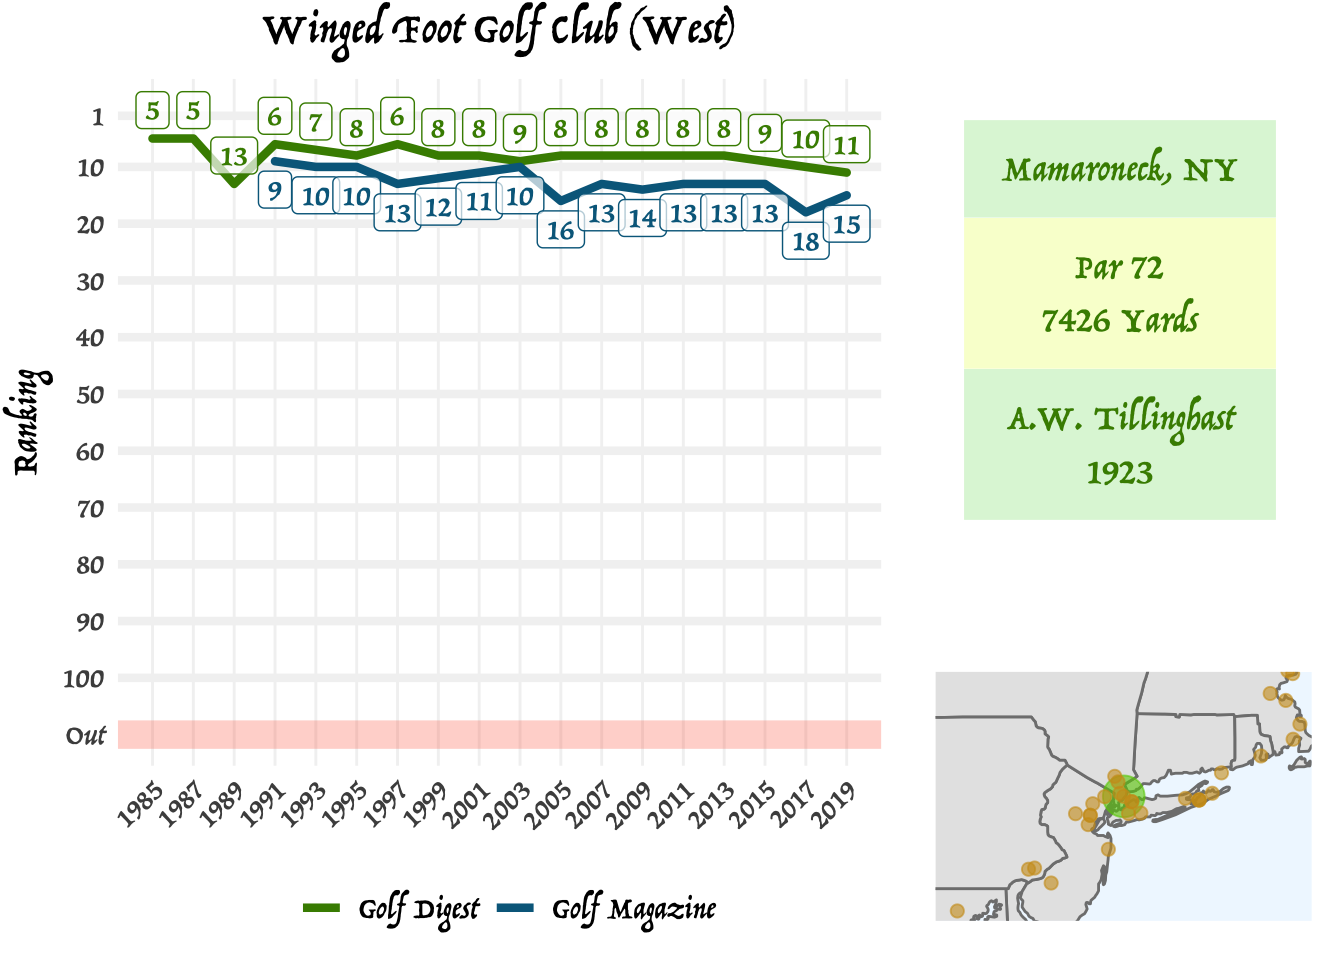 Winged Foot Golf Club (West)
5 5 13 6 7 8 6 8 8 9 8 8 8 8 8 9 10 11
9 10 10 13 12 11 10 16 13 14 13 13 13 18 15
Ranking
1
10
20
30
40
50
60
70
80
90
100
Out
1985 1987 1989 1991 1993 1995 1997 1999 2001 2003 2005 2007 2009 2011 2013 2015 2017 2019
Golf Digest Golf Magazine
Mamaroneck, NY
Par 72
7426 Yards
A.W. Tillinghast
1923